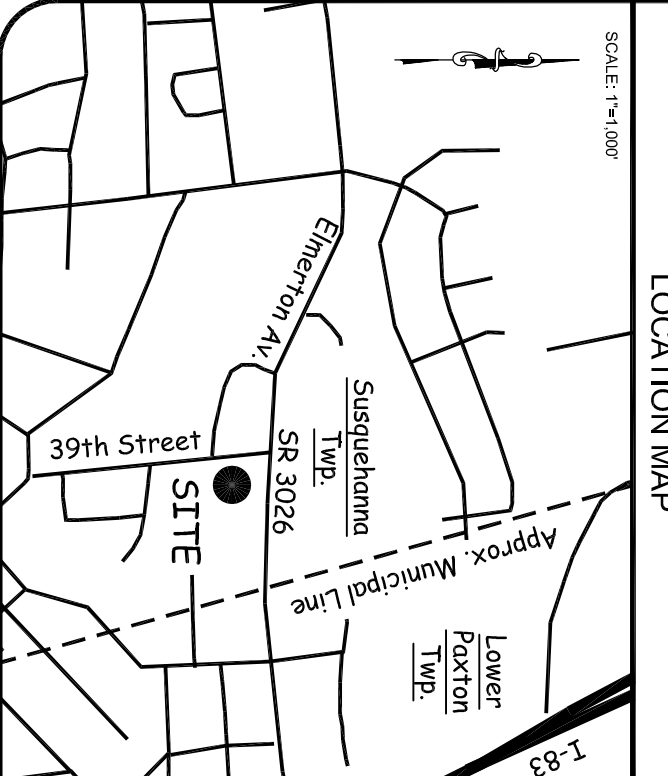 LOCATION MAP
SCALE: 1"=1,000'
Elmerton Av.
Susquehanna
Twp.
39th Street
SR 3026
SITE
Approx. Municipal Line
Lower
Paxton
Twp.
I-83